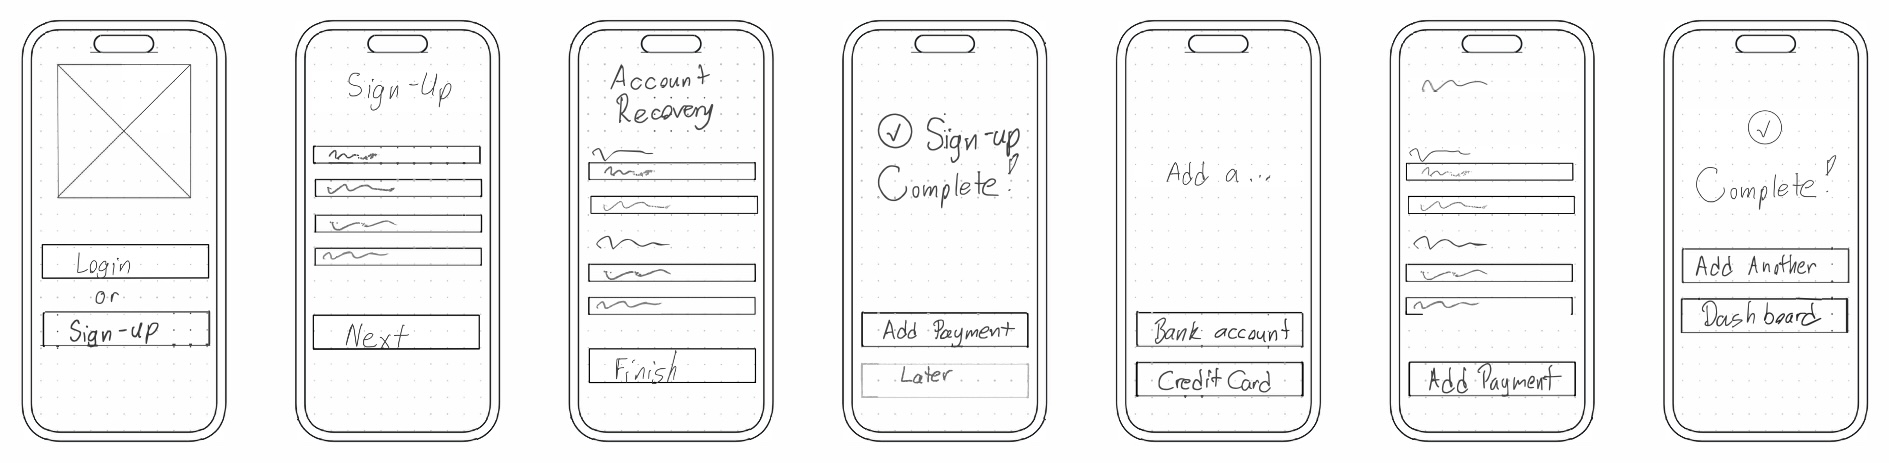 Login
or
Sign-up
Sign-Up
Next
Account
Recovery
Finish
Sign-up
Complete!
Add Payment
Later
Add a...
Bank account
Credit Card
Add Payment
Complete!
Add Another
Dashboard